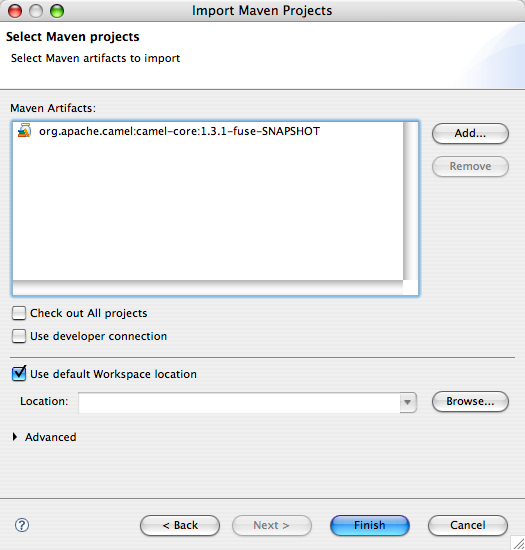 Import Maven Projects
Select Maven projects
Select Maven artifacts to import
Maven Artifacts:
org.apache.camel:camel-core:1.3.1-fuse-SNAPSHOT
Add...
Remove
Check out All projects
Use developer connection
Use default Workspace location
Location:
Browse...
Advanced
?
< Back
Next >
Finish
Cancel